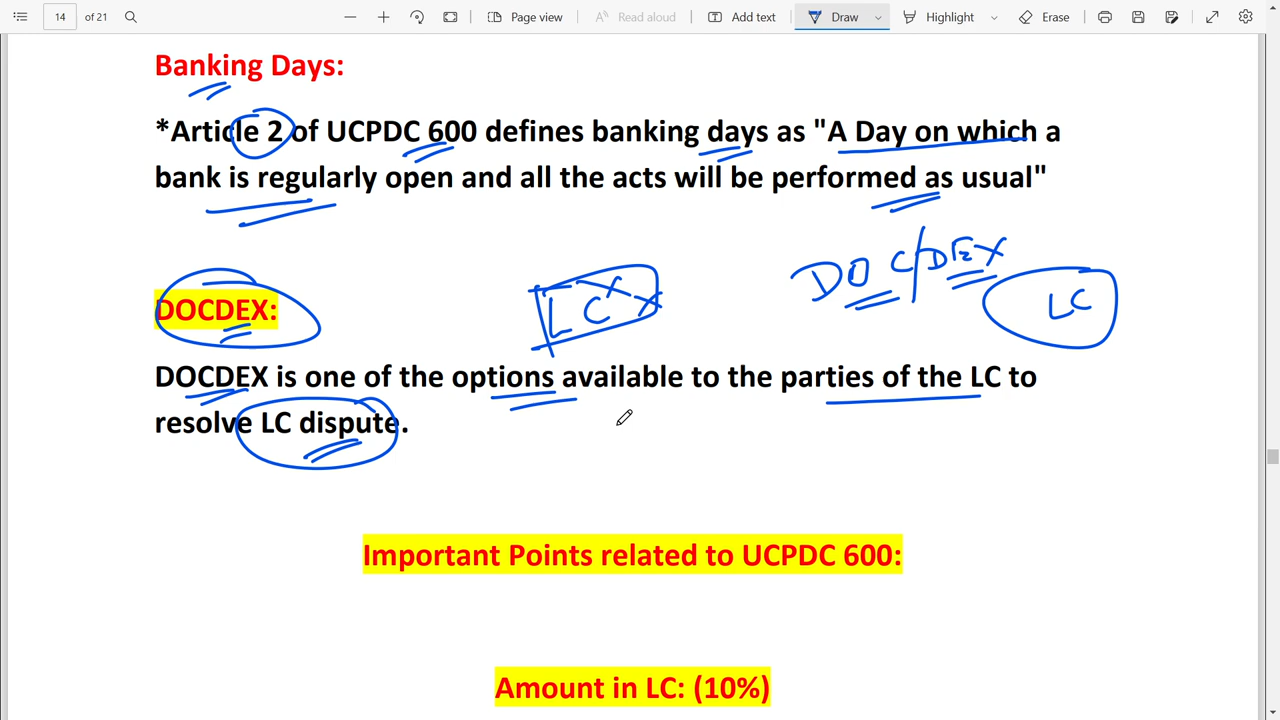 14 of 21 Page view Read aloud Add text Draw Highlight Erase
Banking Days:
*Article 2 of UCPDC 600 defines banking days as "A Day on which a
bank is regularly open and all the acts will be performed as usual"
DOC/DEX
LC
LC
DOCDEX:
DOCDEX is one of the options available to the parties of the LC to
resolve LC dispute.
Important Points related to UCPDC 600:
Amount in LC: (10%)